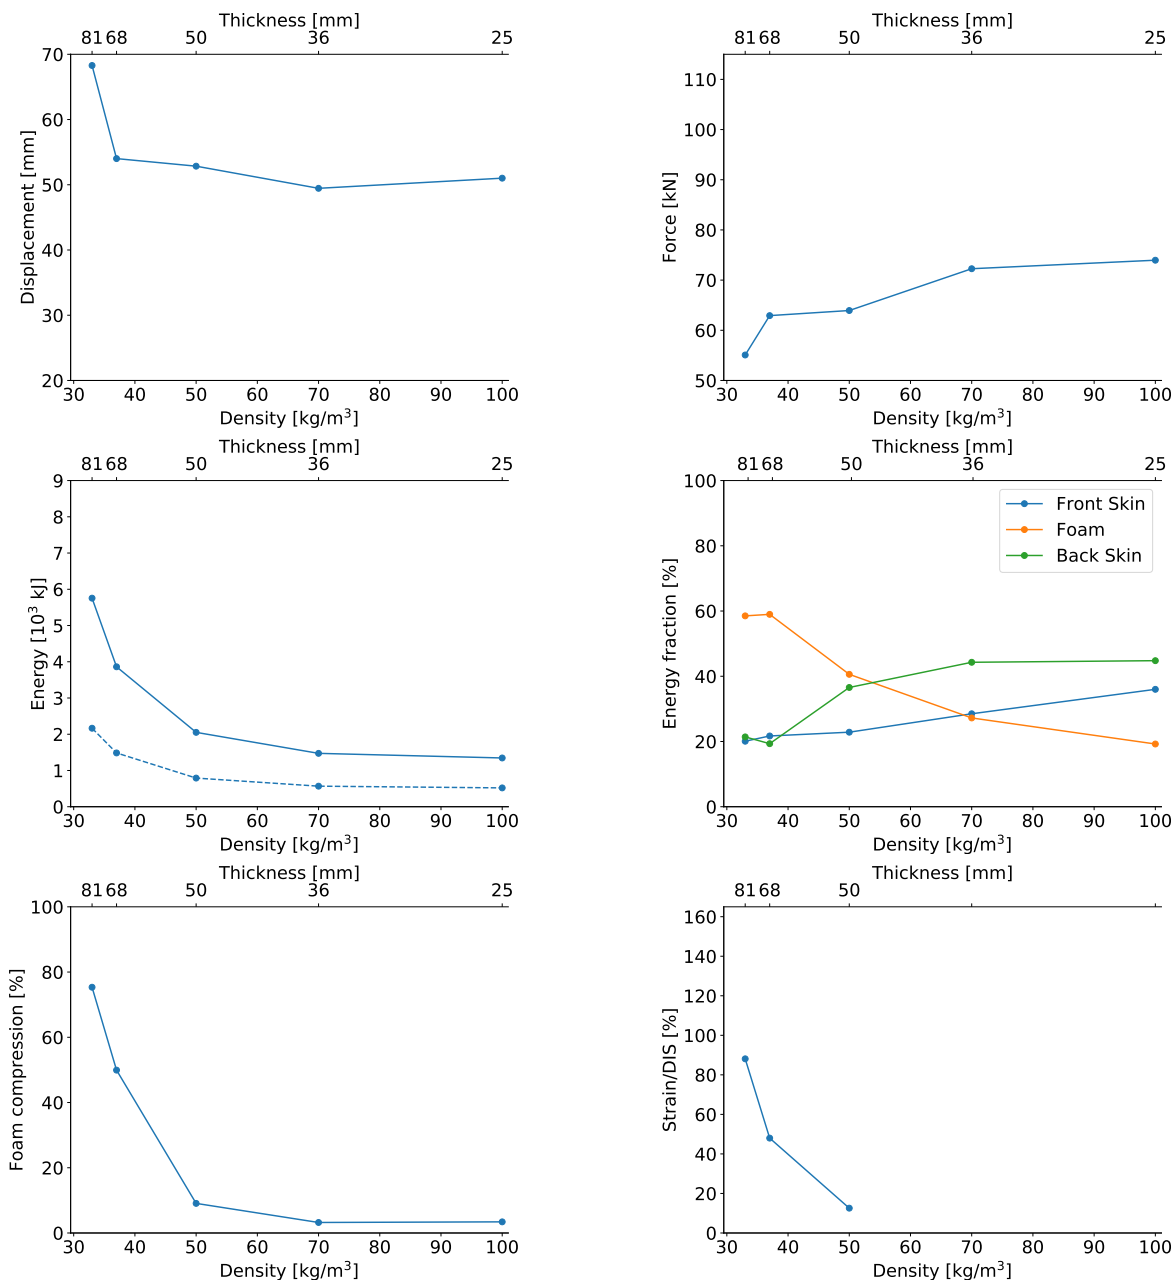 Thickness [mm]
81 68 50 36 25
70
60
50
40
30
20
Displacement [mm]
30 40 50 60 70 80 90 100
Density [kg/m³]
Thickness [mm]
81 68 50 36 25
110
100
90
80
70
60
50
Force [kN]
30 40 50 60 70 80 90 100
Density [kg/m³]
Thickness [mm]
81 68 50 36 25
9
8
7
6
5
4
3
2
1
0
Energy [10³ kJ]
30 40 50 60 70 80 90 100
Density [kg/m³]
Thickness [mm]
81 68 50 36 25
100
80
60
40
20
0
Energy fraction [%]
Front Skin
Foam
Back Skin
30 40 50 60 70 80 90 100
Density [kg/m³]
Thickness [mm]
81 68 50 36 25
100
80
60
40
20
0
Foam compression [%]
30 40 50 60 70 80 90 100
Density [kg/m³]
Thickness [mm]
81 68 50 36 25
160
140
120
100
80
60
40
20
0
Strain/DIS [%]
30 40 50 60 70 80 90 100
Density [kg/m³]